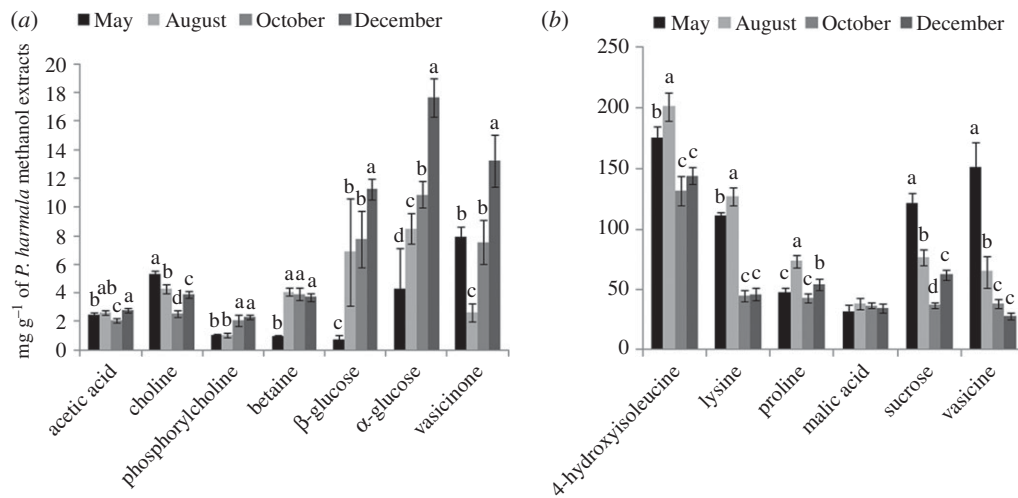 (a) May August October December
mg g⁻¹ of P. harmala methanol extracts
20
18
16
14
12
10
8
6
4
2
0
b ab c a
a b d c
b b a a
b a a a
c b b a
d c b a
b c b a
acetic acid
choline
phosphorylcholine
betaine
β-glucose
α-glucose
vasicinone
(b) May August October December
250
200
150
100
50
0
b a c c
b a c c
c a c b
a b d c
a b c c
4-hydroxyisoleucine
lysine
proline
malic acid
sucrose
vasicine